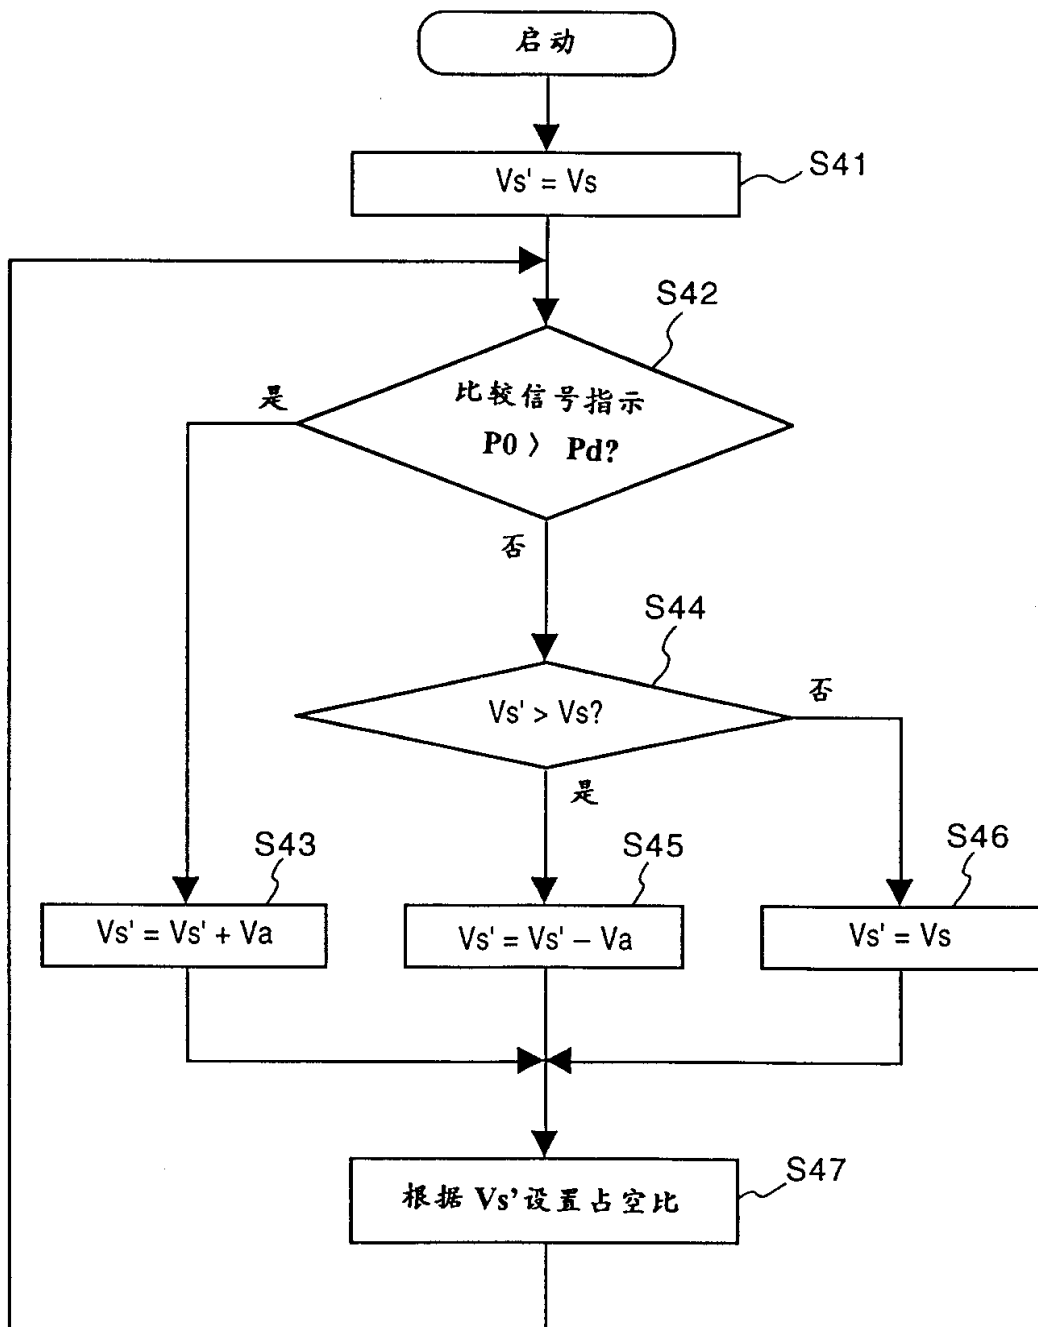 启动
Vs' = Vs
S41
S42
比较信号指示
P0 > Pd?
是
否
S44
Vs' > Vs?
否
是
S43
Vs' = Vs' + Va
S45
Vs' = Vs' – Va
S46
Vs' = Vs
S47
根据 Vs’设置占空比